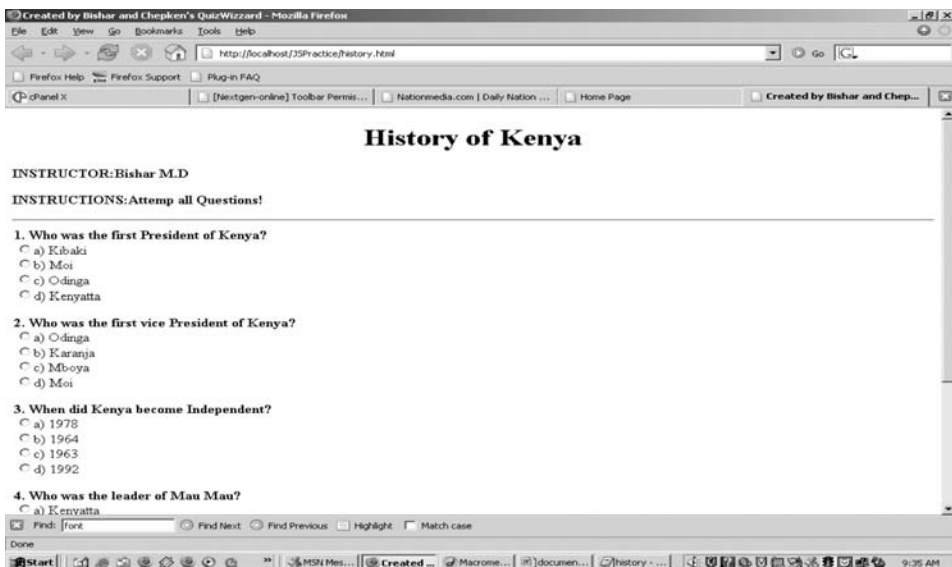 Created by Bishar and Chepken's QuizWizzard - Mozilla Firefox
File Edit View Go Bookmarks Tools Help
http://localhost/JSPractice/history.html Go
Firefox Help Firefox Support Plug-in FAQ
cPanel X [Nextgen-online] Toolbar Permis... Nationmedia.com | Daily Nation ... Home Page Created by Bishar and Chep...
History of Kenya
INSTRUCTOR:Bishar M.D
INSTRUCTIONS:Attemp all Questions!
1. Who was the first President of Kenya?
a) Kibaki
b) Moi
c) Odinga
d) Kenyatta
2. Who was the first vice President of Kenya?
a) Odinga
b) Karanja
c) Mboya
d) Moi
3. When did Kenya become Independent?
a) 1978
b) 1964
c) 1963
d) 1992
4. Who was the leader of Mau Mau?
a) Kenyatta
Find: font Find Next Find Previous Highlight Match case
Done
Start MSN Mes... Created ... Macrome... documen... history - ... 9:35 AM